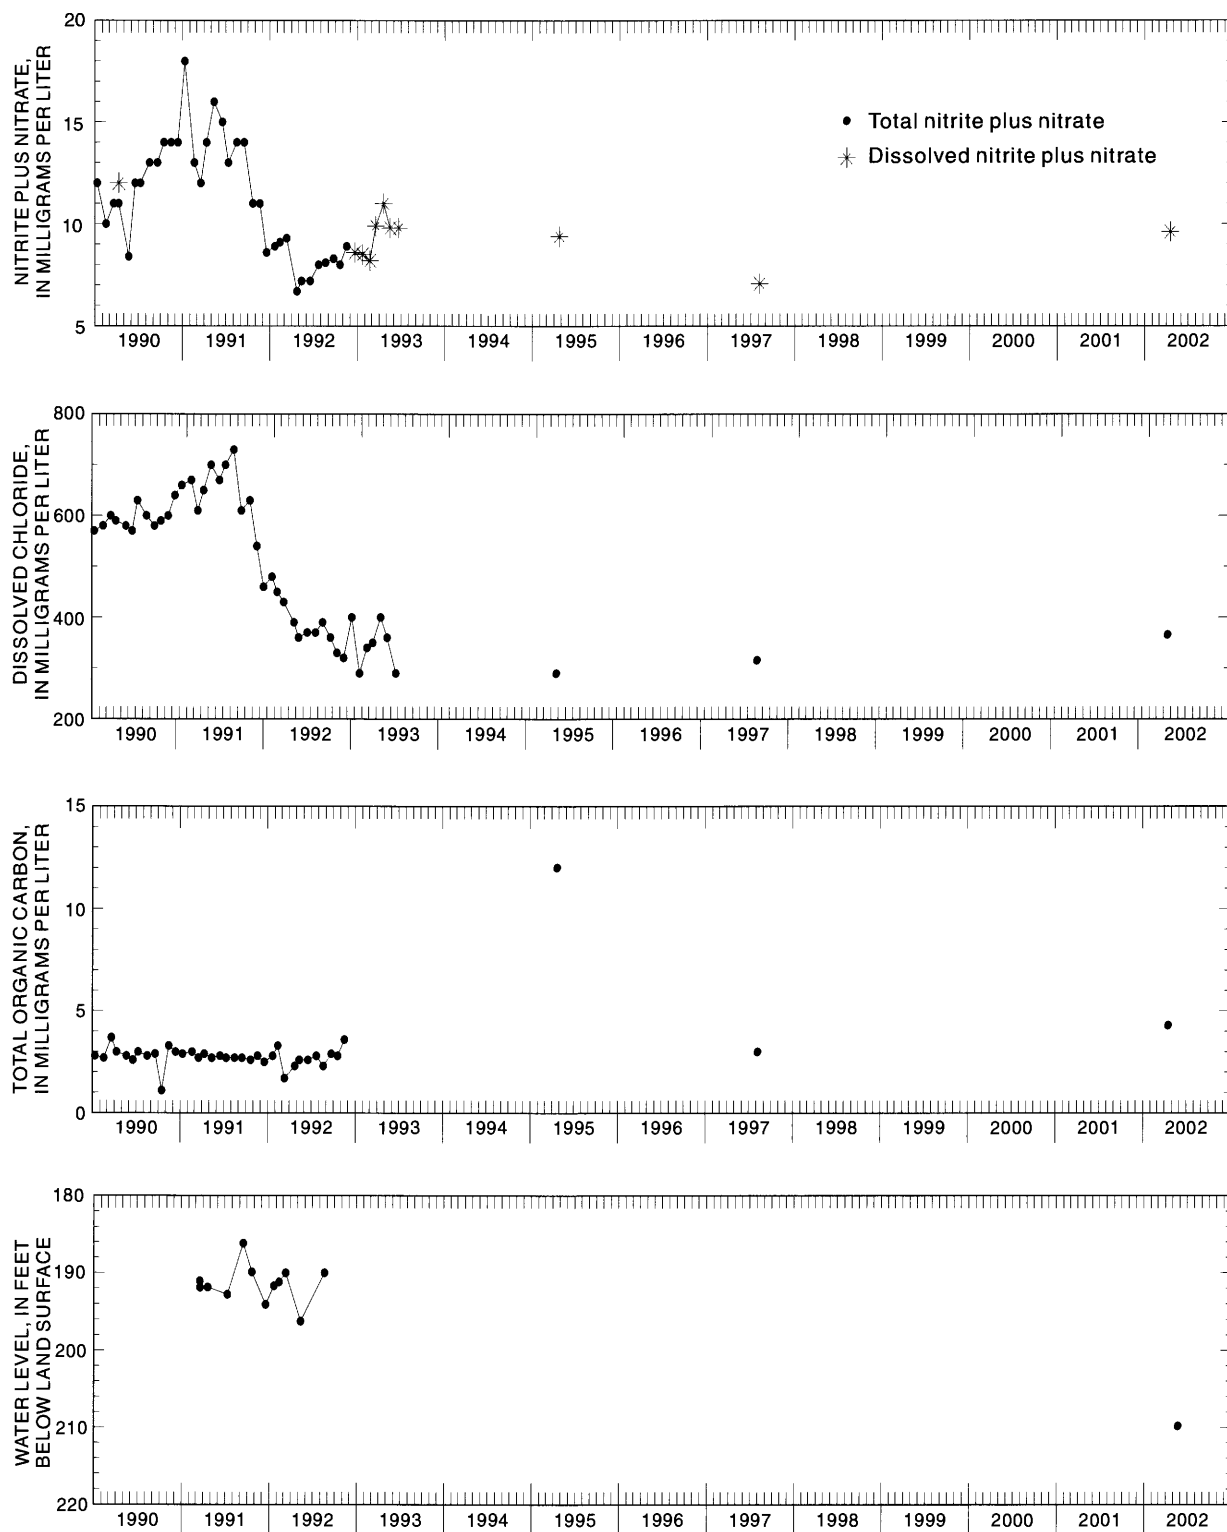 NITRITE PLUS NITRATE,
IN MILLIGRAMS PER LITER
20
15
10
5
Total nitrite plus nitrate
Dissolved nitrite plus nitrate
1990 1991 1992 1993 1994 1995 1996 1997 1998 1999 2000 2001 2002
DISSOLVED CHLORIDE,
IN MILLIGRAMS PER LITER
800
600
400
200
1990 1991 1992 1993 1994 1995 1996 1997 1998 1999 2000 2001 2002
TOTAL ORGANIC CARBON,
IN MILLIGRAMS PER LITER
15
10
5
0
1990 1991 1992 1993 1994 1995 1996 1997 1998 1999 2000 2001 2002
WATER LEVEL, IN FEET
BELOW LAND SURFACE
180
190
200
210
220
1990 1991 1992 1993 1994 1995 1996 1997 1998 1999 2000 2001 2002